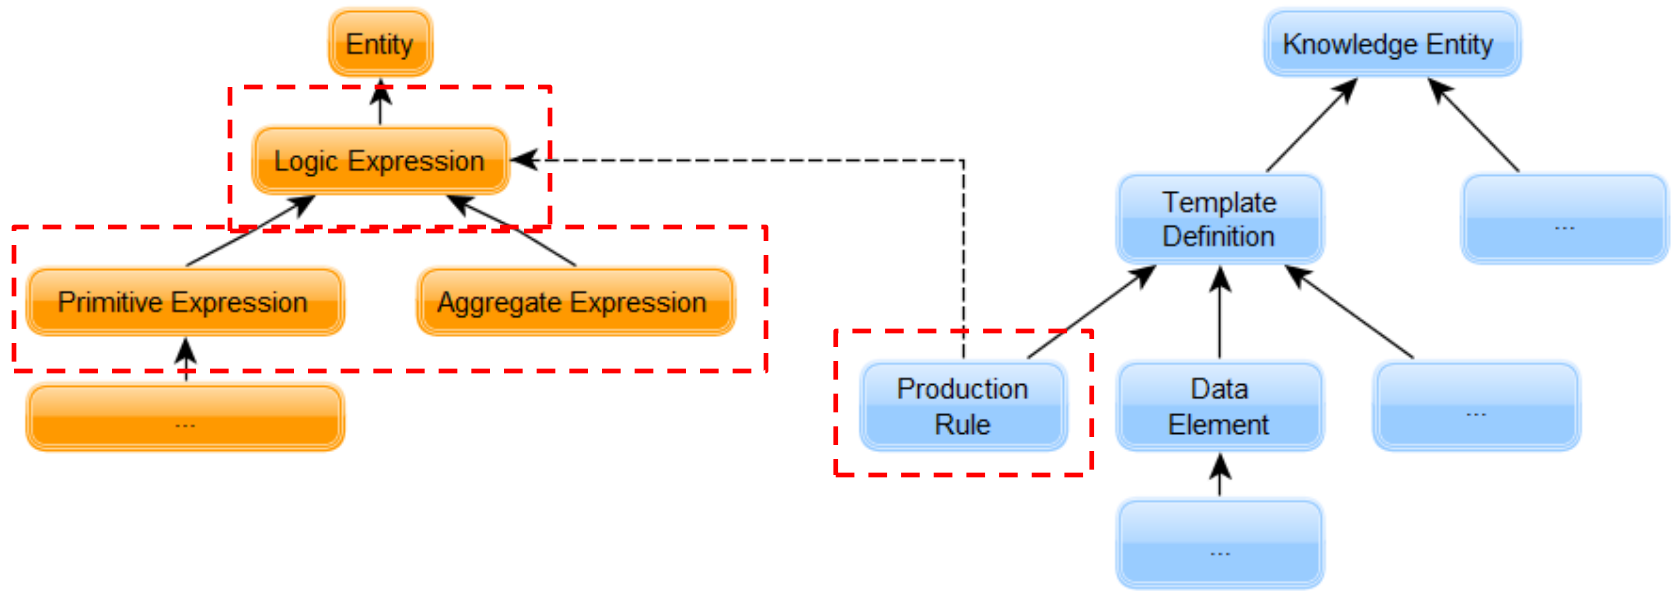 Entity
Knowledge Entity
Logic Expression
Template
Definition
...
Primitive Expression
Aggregate Expression
Production
Rule
Data
Element
...
...
...